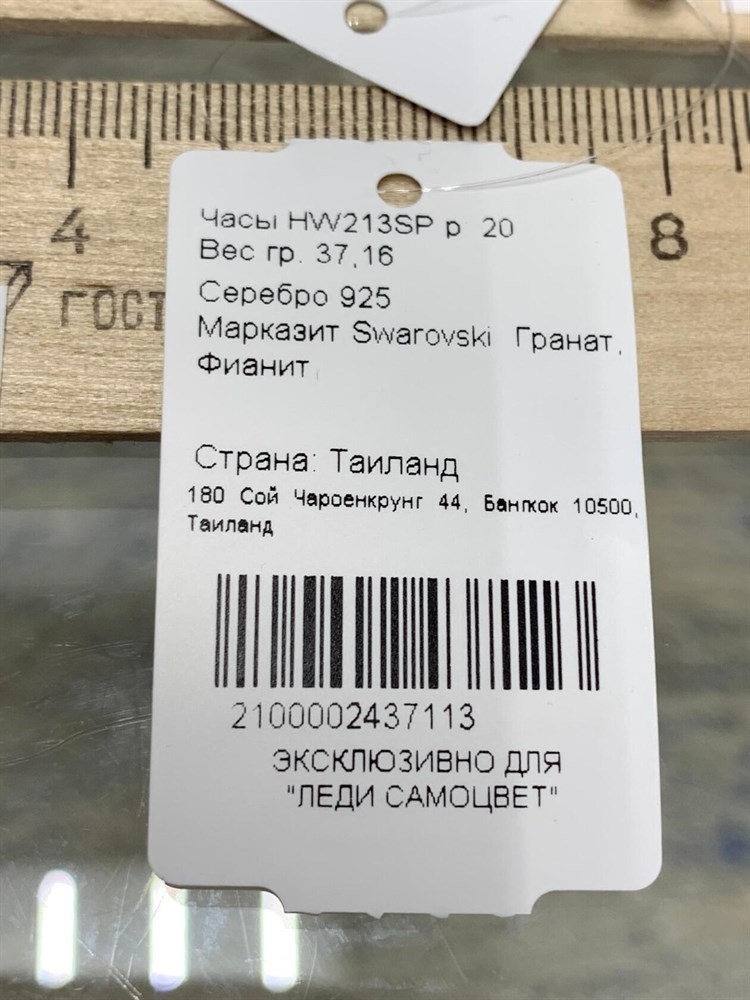 4
8
ГОСТ
Часы HW213SP р 20
Вес гр. 37,16
Серебро 925
Марказит Swarovski Гранат,
Фианит
Страна: Таиланд
180 Сой Чароенкрунг 44, Бангкок 10500,
Таиланд
2100002437113
ЭКСКЛЮЗИВНО ДЛЯ
"ЛЕДИ САМОЦВЕТ"